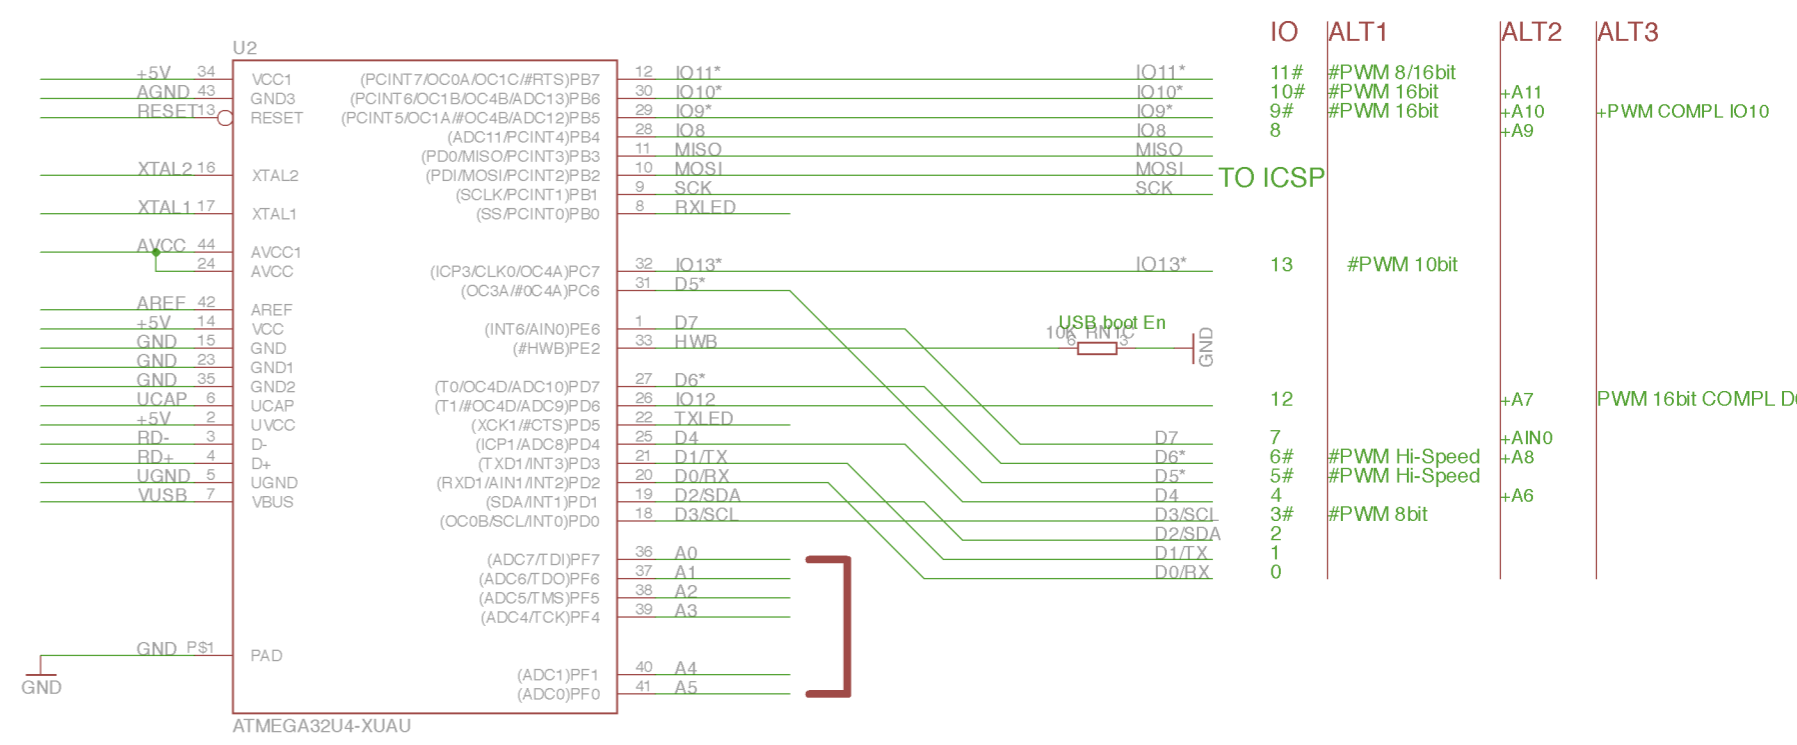 IO ALT1 ALT2 ALT3
U2
+5V 34 VCC1 (PCINT7/OC0A/OC1C/#RTS)PB7 12 IO11* IO11* 11# #PWM 8/16bit
AGND 43 GND3 (PCINT6/OC1B/OC4B/ADC13)PB6 30 IO10* IO10* 10# #PWM 16bit +A11
RESET 13 RESET (PCINT5/OC1A/#OC4B/ADC12)PB5 29 IO9* IO9* 9# #PWM 16bit +A10 +PWM COMPL IO10
(ADC11/PCINT4)PB4 28 IO8 IO8 8 +A9
(PD0/MISO/PCINT3)PB3 11 MISO MISO
XTAL2 16 XTAL2 (PDI/MOSI/PCINT2)PB2 10 MOSI MOSI TO ICSP
(SCLK/PCINT1)PB1 9 SCK SCK
XTAL1 17 XTAL1 (SS/PCINT0)PB0 8 RXLED
AVCC 44 AVCC1
24 AVCC (ICP3/CLK0/OC4A)PC7 32 IO13* IO13* 13 #PWM 10bit
(OC3A/#0C4A)PC6 31 D5*
AREF 42 AREF
+5V 14 VCC (INT6/AIN0)PE6 1 D7 USB boot En
10K RN1C
GND 15 GND (#HWB)PE2 33 HWB 6 3 GND
GND 23 GND1
GND 35 GND2 (T0/OC4D/ADC10)PD7 27 D6*
UCAP 6 UCAP (T1/#OC4D/ADC9)PD6 26 IO12 12 +A7 PWM 16bit COMPL D
+5V 2 UVCC (XCK1/#CTS)PD5 22 TXLED
RD- 3 D- (ICP1/ADC8)PD4 25 D4 D7 7 +AIN0
RD+ 4 D+ (TXD1/INT3)PD3 21 D1/TX D6* 6# #PWM Hi-Speed +A8
UGND 5 UGND (RXD1/AIN1/INT2)PD2 20 D0/RX D5* 5# #PWM Hi-Speed
VUSB 7 VBUS (SDA/INT1)PD1 19 D2/SDA D4 4 +A6
(OC0B/SCL/INT0)PD0 18 D3/SCL D3/SCL 3# #PWM 8bit
D2/SDA 2
(ADC7/TDI)PF7 36 A0 D1/TX 1
(ADC6/TDO)PF6 37 A1 D0/RX 0
(ADC5/TMS)PF5 38 A2
(ADC4/TCK)PF4 39 A3
GND P$1 PAD
(ADC1)PF1 40 A4
GND (ADC0)PF0 41 A5
ATMEGA32U4-XUAU